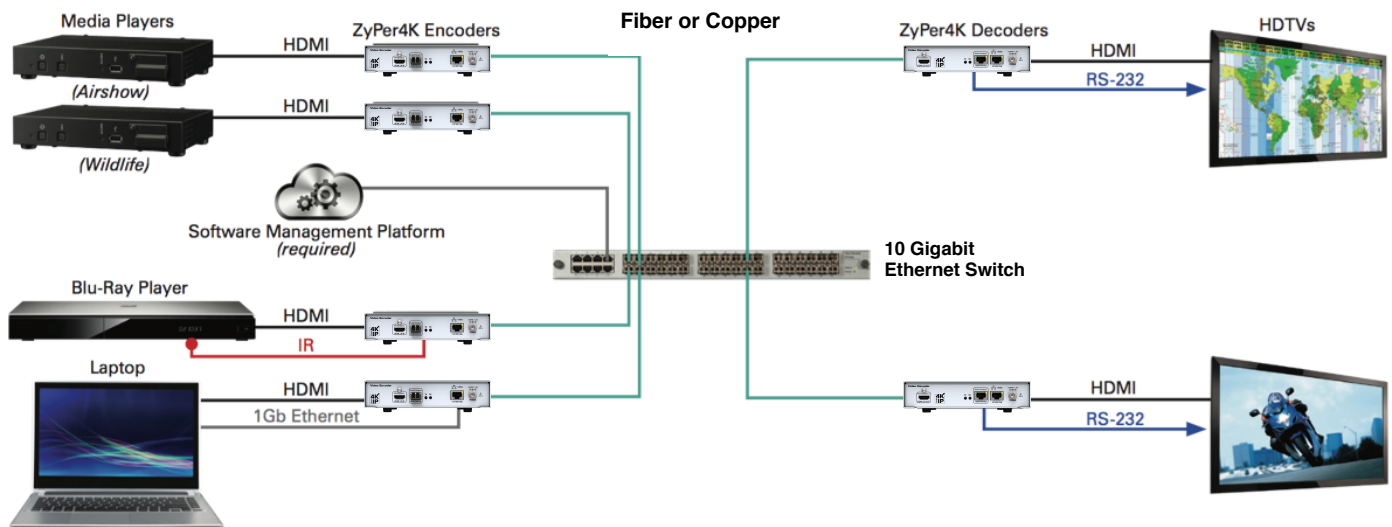 Media Players
ZyPer4K Encoders
Fiber or Copper
ZyPer4K Decoders
HDTVs
HDMI
HDMI
(Airshow)
RS-232
HDMI
(Wildlife)
Software Management Platform
(required)
10 Gigabit
Ethernet Switch
Blu-Ray Player
HDMI
IR
Laptop
HDMI
HDMI
1Gb Ethernet
RS-232